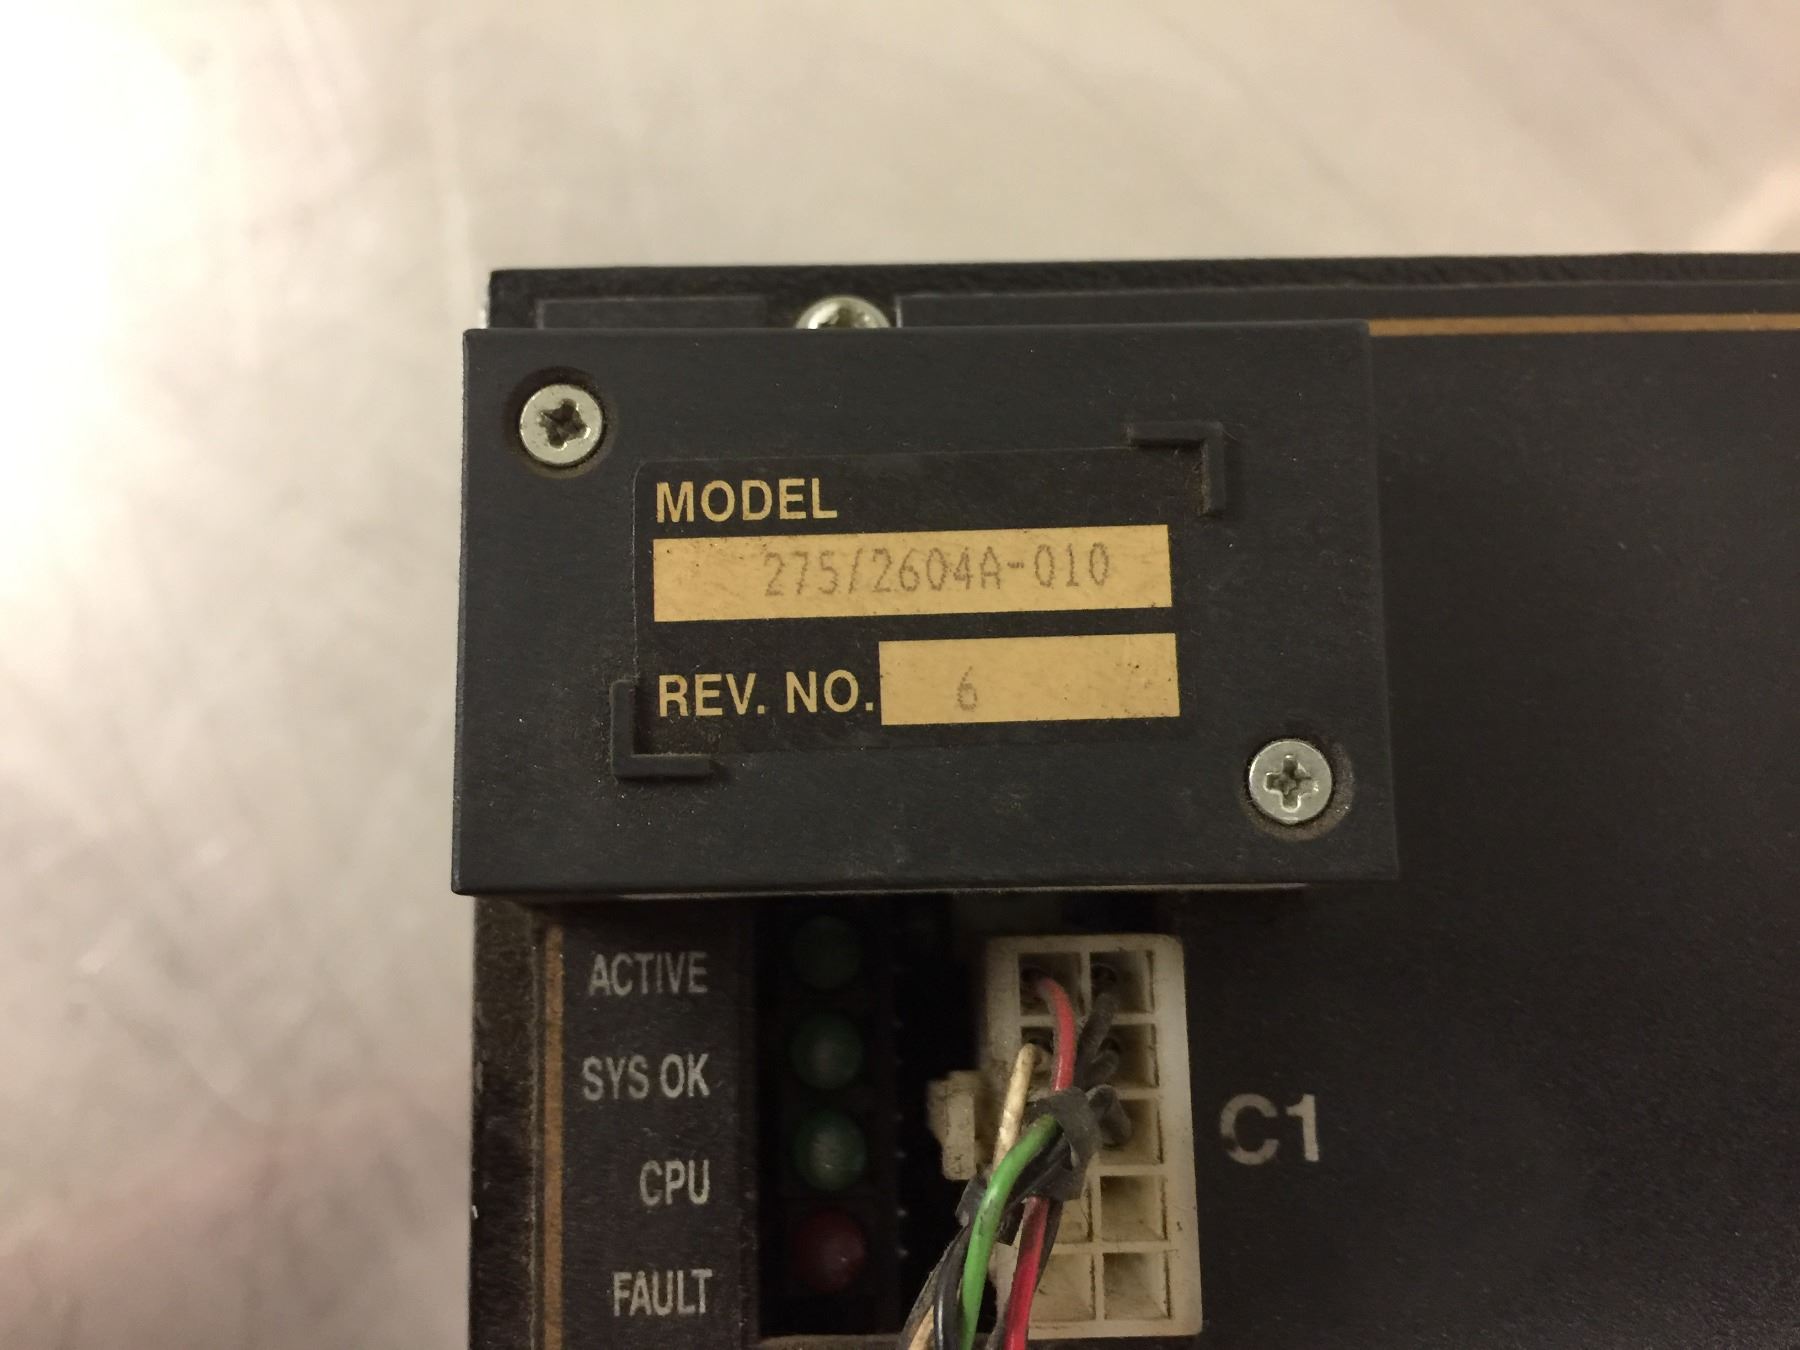 MODEL
275/2604A-010
REV. NO. 6
ACTIVE
SYS OK
CPU
FAULT
C1